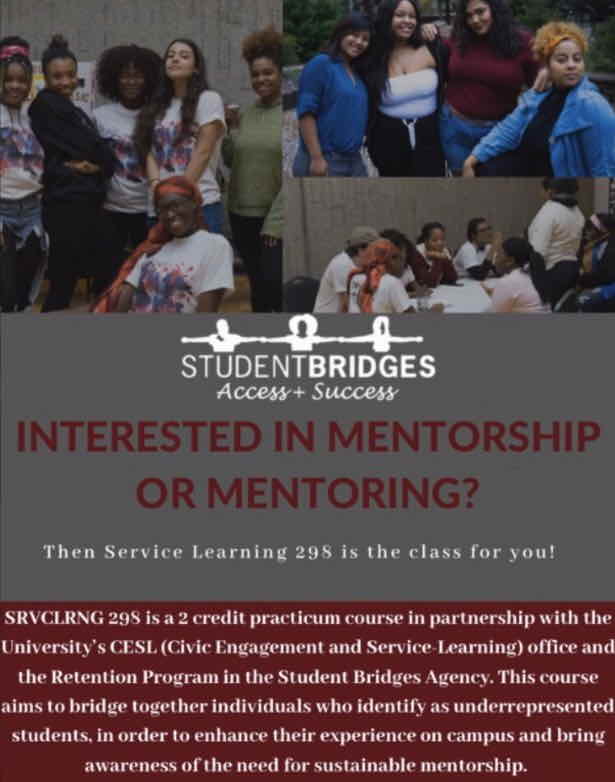 STUDENTBRIDGES
Access + Success
INTERESTED IN MENTORSHIP
OR MENTORING?
Then Service Learning 298 is the class for you!
SRVCLRNG 298 is a 2 credit practicum course in partnership with the
University's CESL (Civic Engagement and Service-Learning) office and
the Retention Program in the Student Bridges Agency. This course
aims to bridge together individuals who identify as underrepresented
students, in order to enhance their experience on campus and bring
awareness of the need for sustainable mentorship.